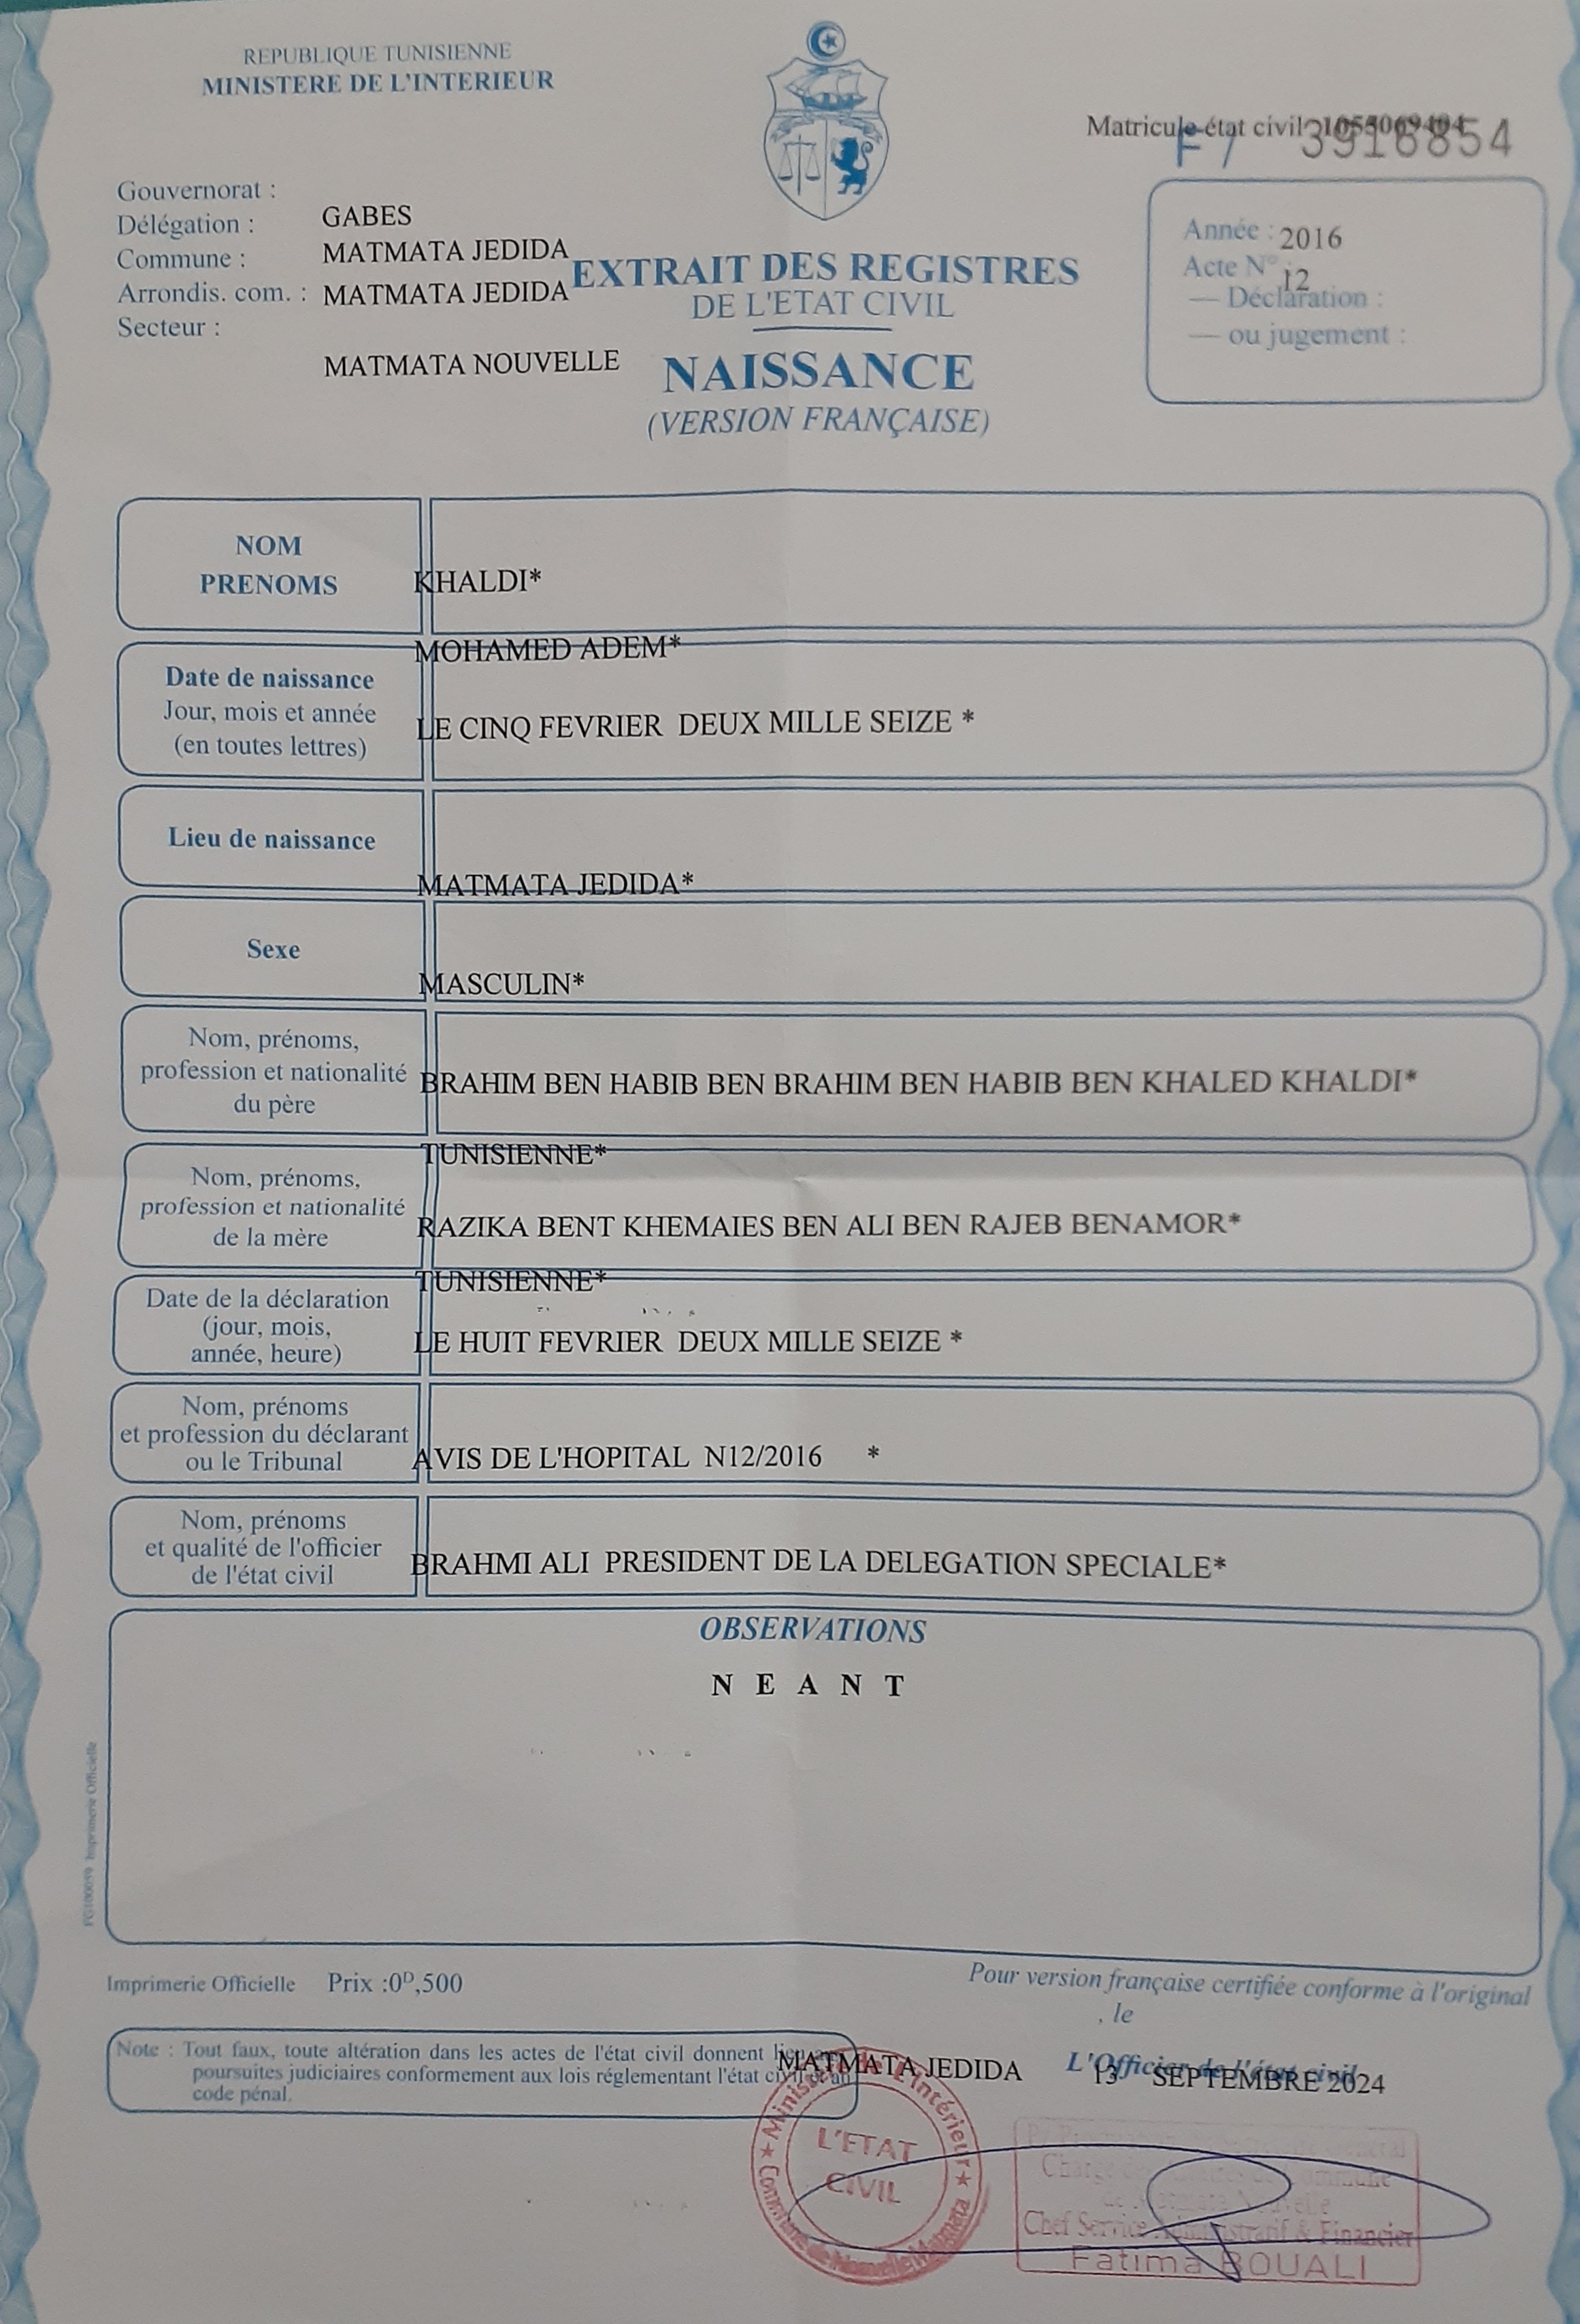 REPUBLIQUE TUNISIENNE
MINISTERE DE L'INTERIEUR
Matricule état civil
F / 3916854
Gouvernorat :
GABES
Délégation :
MATMATA JEDIDA
Commune :
MATMATA JEDIDA
Arrondis. com. :
Secteur :
MATMATA NOUVELLE
EXTRAIT DES REGISTRES
DE L'ETAT CIVIL
NAISSANCE
(VERSION FRANÇAISE)
Année : 2016
Acte N° : 12
— Déclaration :
— ou jugement :
NOM
PRENOMS
KHALDI*
MOHAMED ADEM*
Date de naissance
Jour, mois et année
(en toutes lettres)
LE CINQ FEVRIER DEUX MILLE SEIZE *
Lieu de naissance
MATMATA JEDIDA*
Sexe
MASCULIN*
Nom, prénoms,
profession et nationalité
du père
BRAHIM BEN HABIB BEN BRAHIM BEN HABIB BEN KHALED KHALDI*
TUNISIENNE*
Nom, prénoms,
profession et nationalité
de la mère
RAZIKA BENT KHEMAIES BEN ALI BEN RAJEB BENAMOR*
TUNISIENNE*
Date de la déclaration
(jour, mois,
année, heure)
LE HUIT FEVRIER DEUX MILLE SEIZE *
Nom, prénoms
et profession du déclarant
ou le Tribunal
AVIS DE L'HOPITAL N12/2016 *
Nom, prénoms
et qualité de l'officier
de l'état civil
BRAHMI ALI PRESIDENT DE LA DELEGATION SPECIALE*
OBSERVATIONS
N E A N T
Imprimerie Officielle
Imprimerie Officielle Prix :0ᴰ,500
Pour version française certifiée conforme à l'original
, le
Note : Tout faux, toute altération dans les actes de l'état civil donnent
poursuites judiciaires conformement aux lois réglementant l'état civil
code pénal.
MATMATA JEDIDA
L'Officier de l'état civil
13 SEPTEMBRE 2024
Ministère de l'Intérieur
L'ETAT
CIVIL
Commune de Nouvelle Matmata
Chef Service Administratif & Financier
Fatima BOUALI